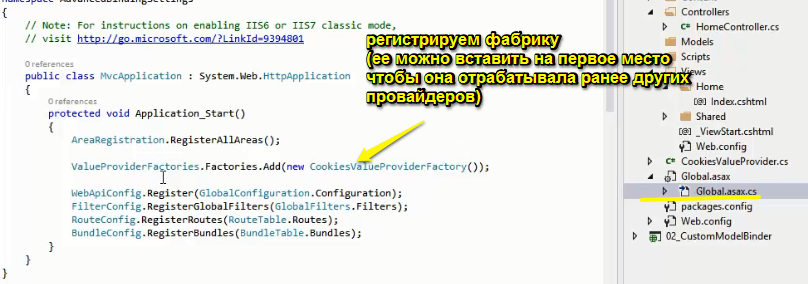 namespace AdvancedBindingSettings
{
// Note: For instructions on enabling IIS6 or IIS7 classic mode,
// visit http://go.microsoft.com/?LinkId=9394801
0 references
public class MvcApplication : System.Web.HttpApplication
{
0 references
protected void Application_Start()
{
AreaRegistration.RegisterAllAreas();
ValueProviderFactories.Factories.Add(new CookiesValueProviderFactory());
WebApiConfig.Register(GlobalConfiguration.Configuration);
FilterConfig.RegisterGlobalFilters(GlobalFilters.Filters);
RouteConfig.RegisterRoutes(RouteTable.Routes);
BundleConfig.RegisterBundles(BundleTable.Bundles);
}
}
}
регистрируем фабрику
(ее можно вставить на первое место
чтобы она отрабатывала ранее других
провайдеров)
Controllers
HomeController.cs
Models
Scripts
Views
Home
Index.cshtml
Shared
_ViewStart.cshtml
Web.config
CookiesValueProvider.cs
Global.asax
Global.asax.cs
packages.config
Web.config
02_CustomModelBinder